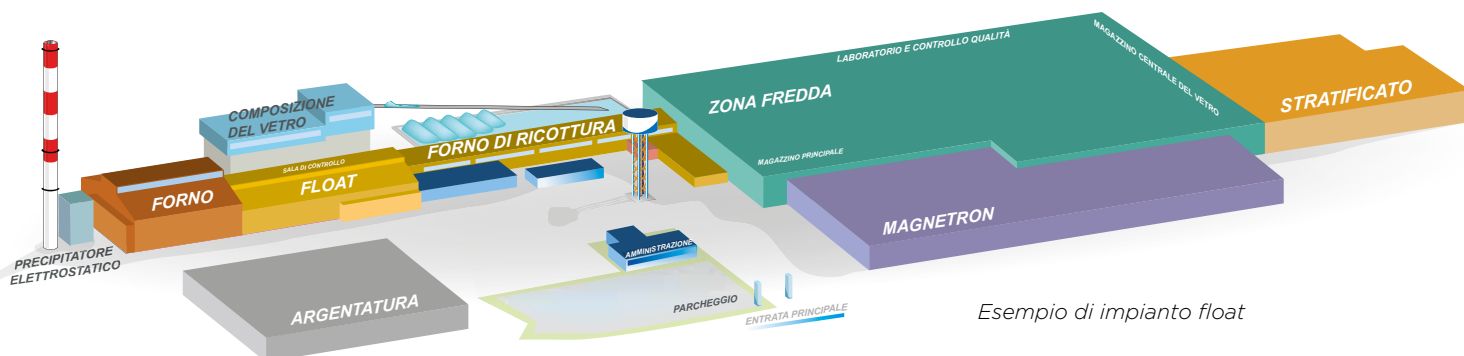 LABORATORIO E CONTROLLO QUALITÀ
MAGAZZINO CENTRALE DEL VETRO
STRATIFICATO
ZONA FREDDA
COMPOSIZIONE
DEL VETRO
FORNO DI RICOTTURA
MAGAZZINO PRINCIPALE
SALA DI CONTROLLO
FLOAT
FORNO
MAGNETRON
PRECIPITATORE
ELETTROSTATICO
AMMINISTRAZIONE
ARGENTATURA
PARCHEGGIO
ENTRATA PRINCIPALE
Esempio di impianto float